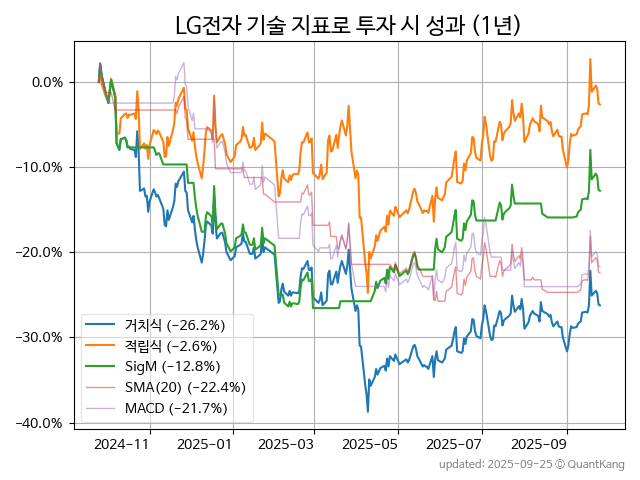 LG전자 기술 지표로 투자 시 성과 (1년)
0.0%
−10.0%
−20.0%
−30.0%
−40.0%
거치식 (−26.2%)
적립식 (−2.6%)
SigM (−12.8%)
SMA(20) (−22.4%)
MACD (−21.7%)
2024−11 2025−01 2025−03 2025−05 2025−07 2025−09
updated: 2025−09−25 © QuantKang